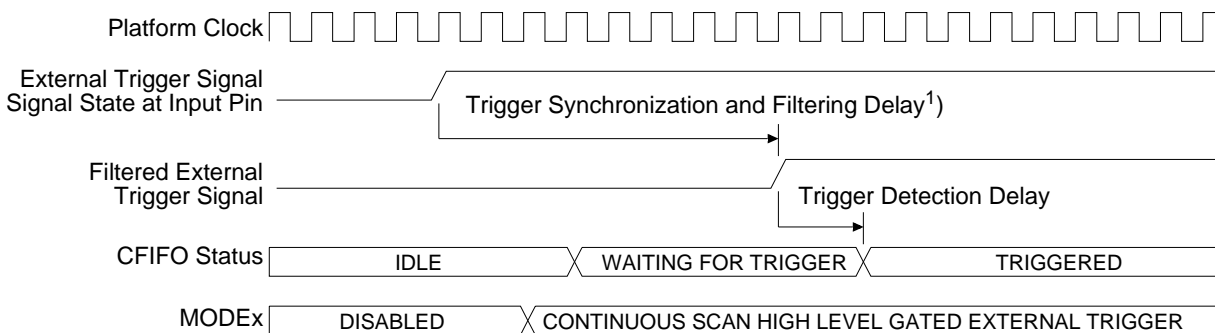 Platform Clock
External Trigger Signal
Signal State at Input Pin
Trigger Synchronization and Filtering Delay1)
Filtered External
Trigger Signal
Trigger Detection Delay
CFIFO Status
IDLE
WAITING FOR TRIGGER
TRIGGERED
MODEx
DISABLED
CONTINUOUS SCAN HIGH LEVEL GATED EXTERNAL TRIGGER